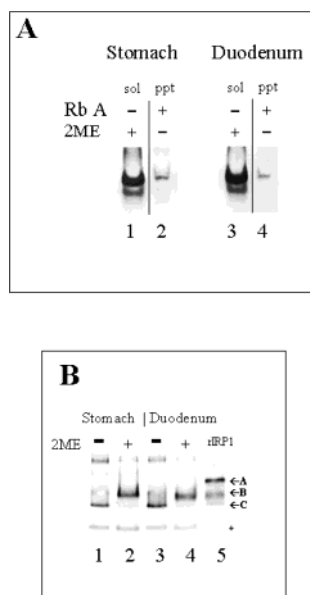 A
Stomach Duodenum
sol ppt sol ppt
Rb A – + – +
2ME + – + –
1 2 3 4
B
Stomach | Duodenum
2ME – + – + rIRP1
←A
←B
←C
*
1 2 3 4 5